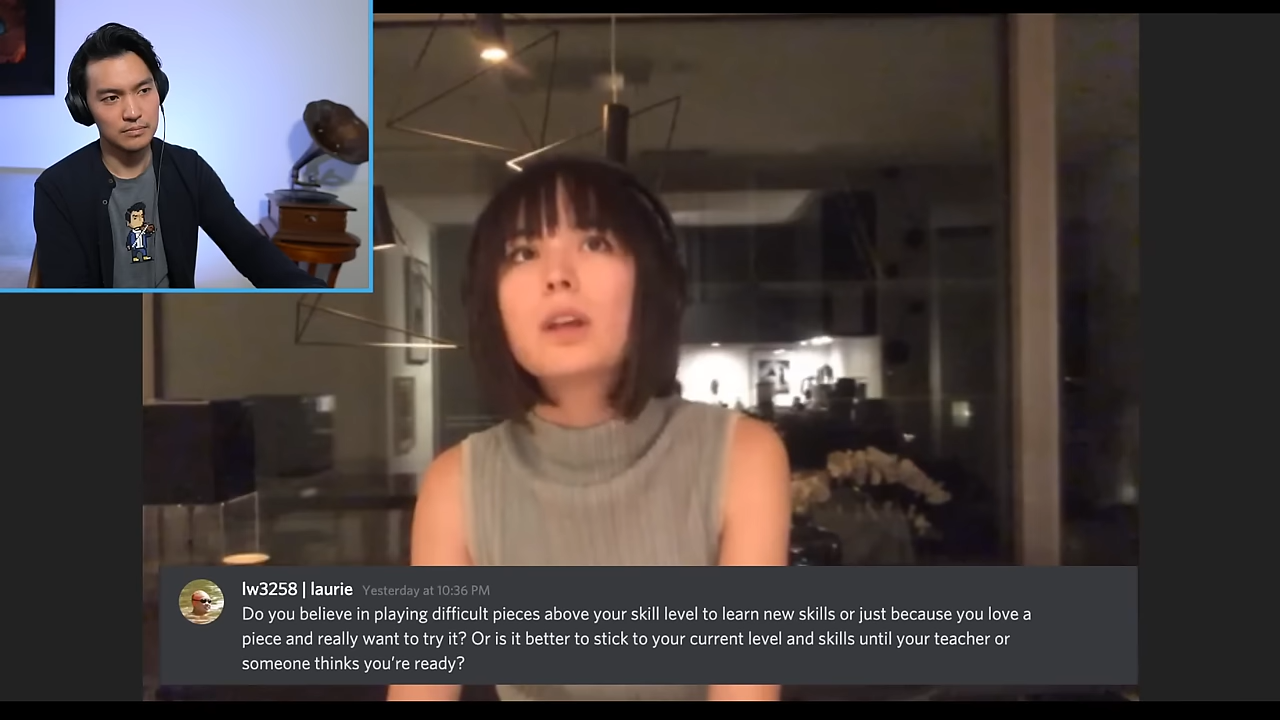 lw3258 | laurie Yesterday at 10:36 PM
Do you believe in playing difficult pieces above your skill level to learn new skills or just because you love a
piece and really want to try it? Or is it better to stick to your current level and skills until your teacher or
someone thinks you're ready?